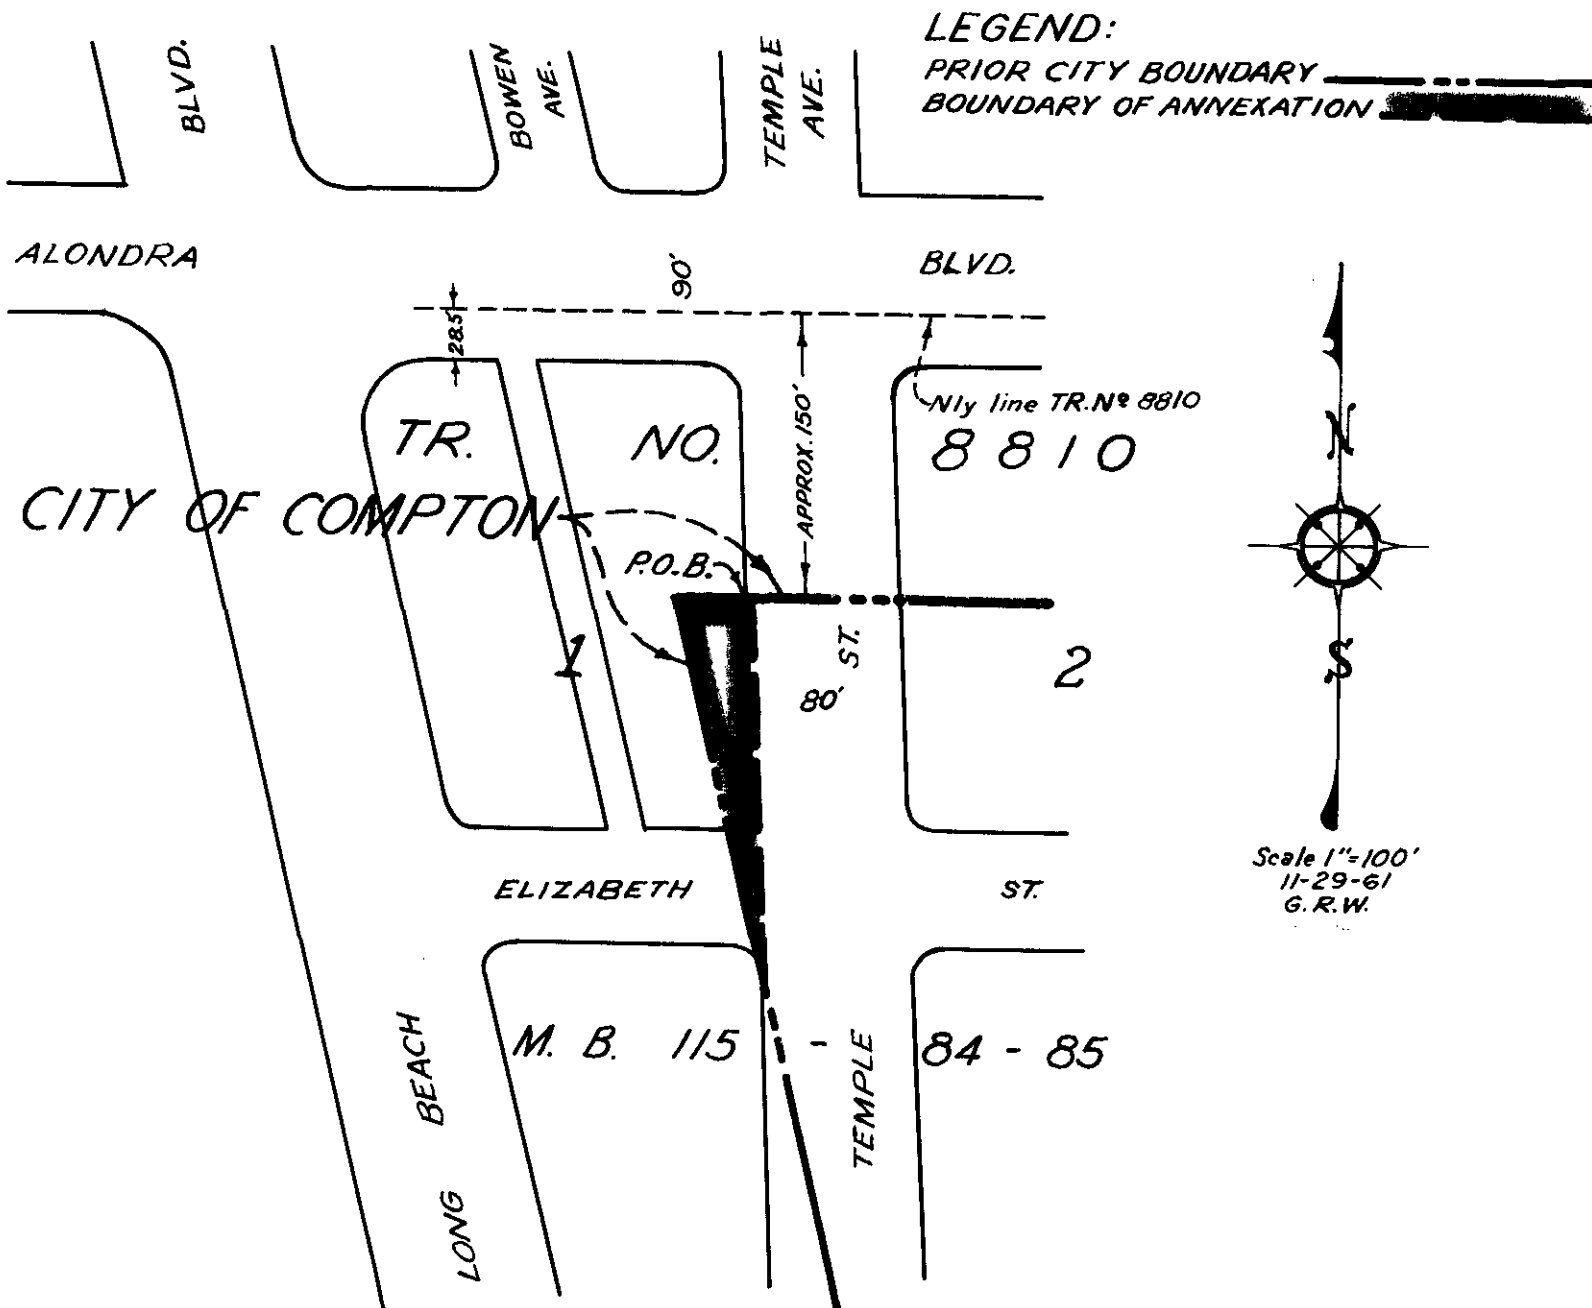 LEGEND:
PRIOR CITY BOUNDARY
BOUNDARY OF ANNEXATION
BLVD.
BOWEN
AVE.
TEMPLE
AVE.
ALONDRA
BLVD.
90'
28.5
Nly line TR.Nº 8810
TR. NO. 8810
APPROX. 150'
CITY OF COMPTON
P.O.B.
N
S
1
ST.
80'
2
Scale 1"=100'
11-29-61
G.R.W.
ELIZABETH ST.
M. B. 115 - 84 - 85
LONG BEACH
TEMPLE